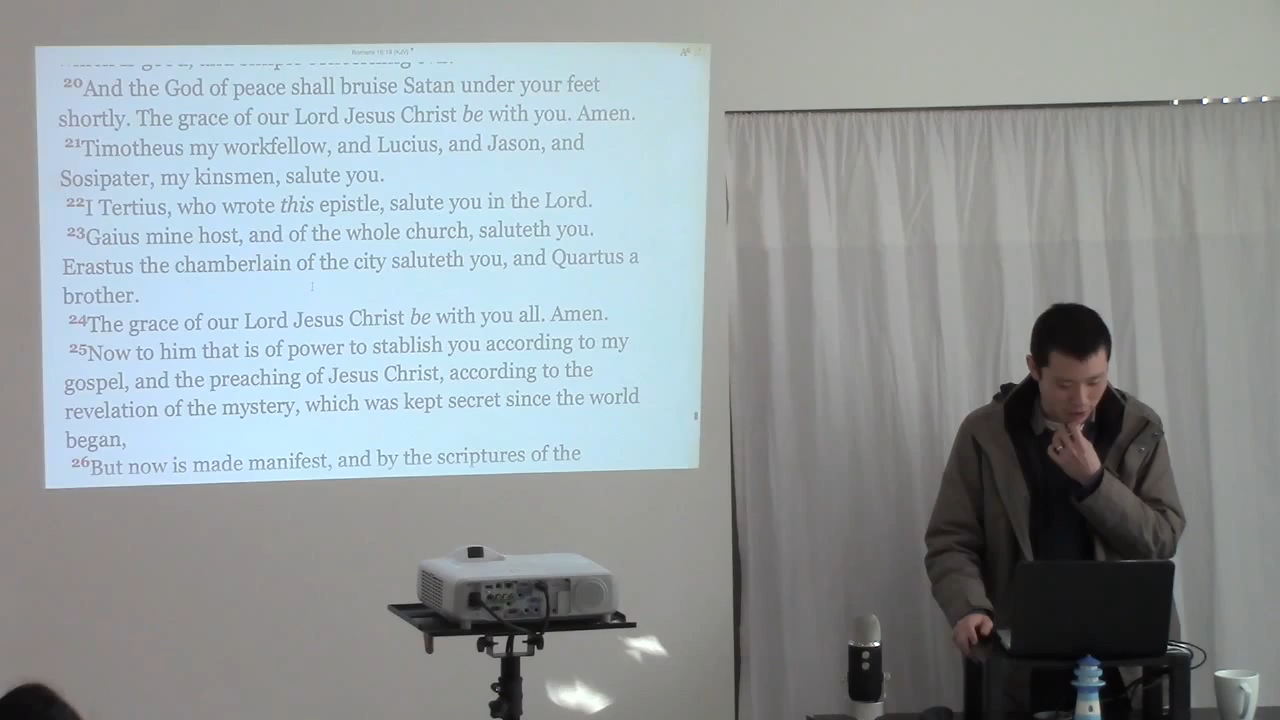 Romans 16:19 (KJV)
20And the God of peace shall bruise Satan under your feet
shortly. The grace of our Lord Jesus Christ be with you. Amen.
21Timotheus my workfellow, and Lucius, and Jason, and
Sosipater, my kinsmen, salute you.
22I Tertius, who wrote this epistle, salute you in the Lord.
23Gaius mine host, and of the whole church, saluteth you.
Erastus the chamberlain of the city saluteth you, and Quartus a
brother.
24The grace of our Lord Jesus Christ be with you all. Amen.
25Now to him that is of power to stablish you according to my
gospel, and the preaching of Jesus Christ, according to the
revelation of the mystery, which was kept secret since the world
began,
26But now is made manifest, and by the scriptures of the